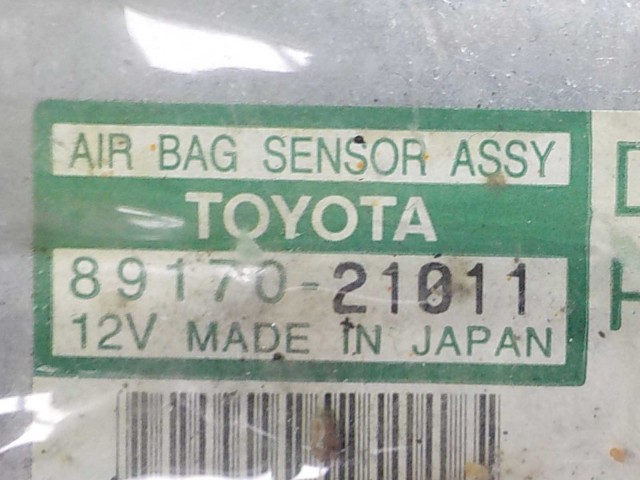 AIR BAG SENSOR ASSY
TOYOTA
89170-21011
12V MADE IN JAPAN